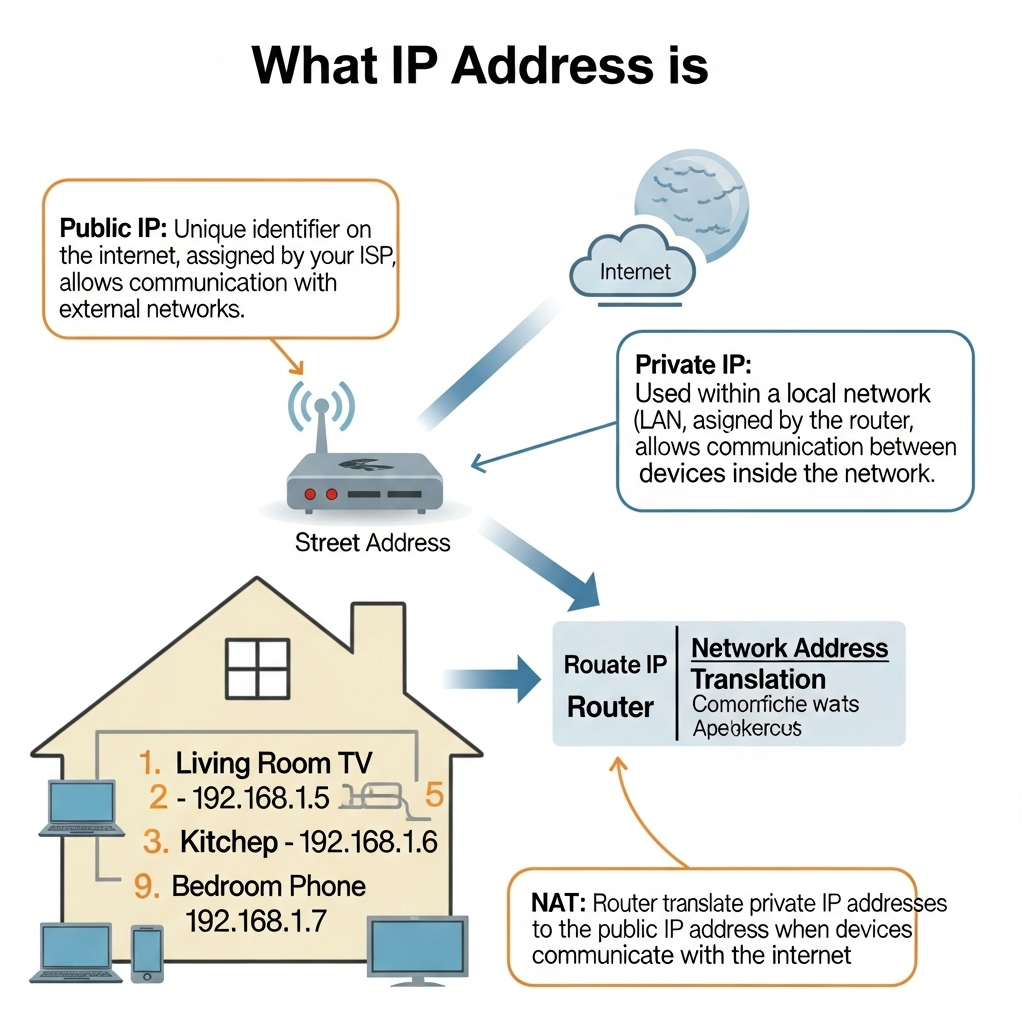 What IP Address is
Public IP: Unique identifier on
the internet, assigned by your ISP,
allows communication with
external networks.
Internet
Private IP:
Used within a local network
(LAN, asigned by the router,
allows communication between
devices inside the network.
Street Address
Rouate IP
Router
Network Address
Translation
Comorrfiche wats
1. Living Room TV
2 - 192.168.1.5 5
3. Kitchep - 192.168.1.6
9. Bedroom Phone
192.168.1.7
NAT: Router translate private IP addresses
to the public IP address when devices
communicate with the internet